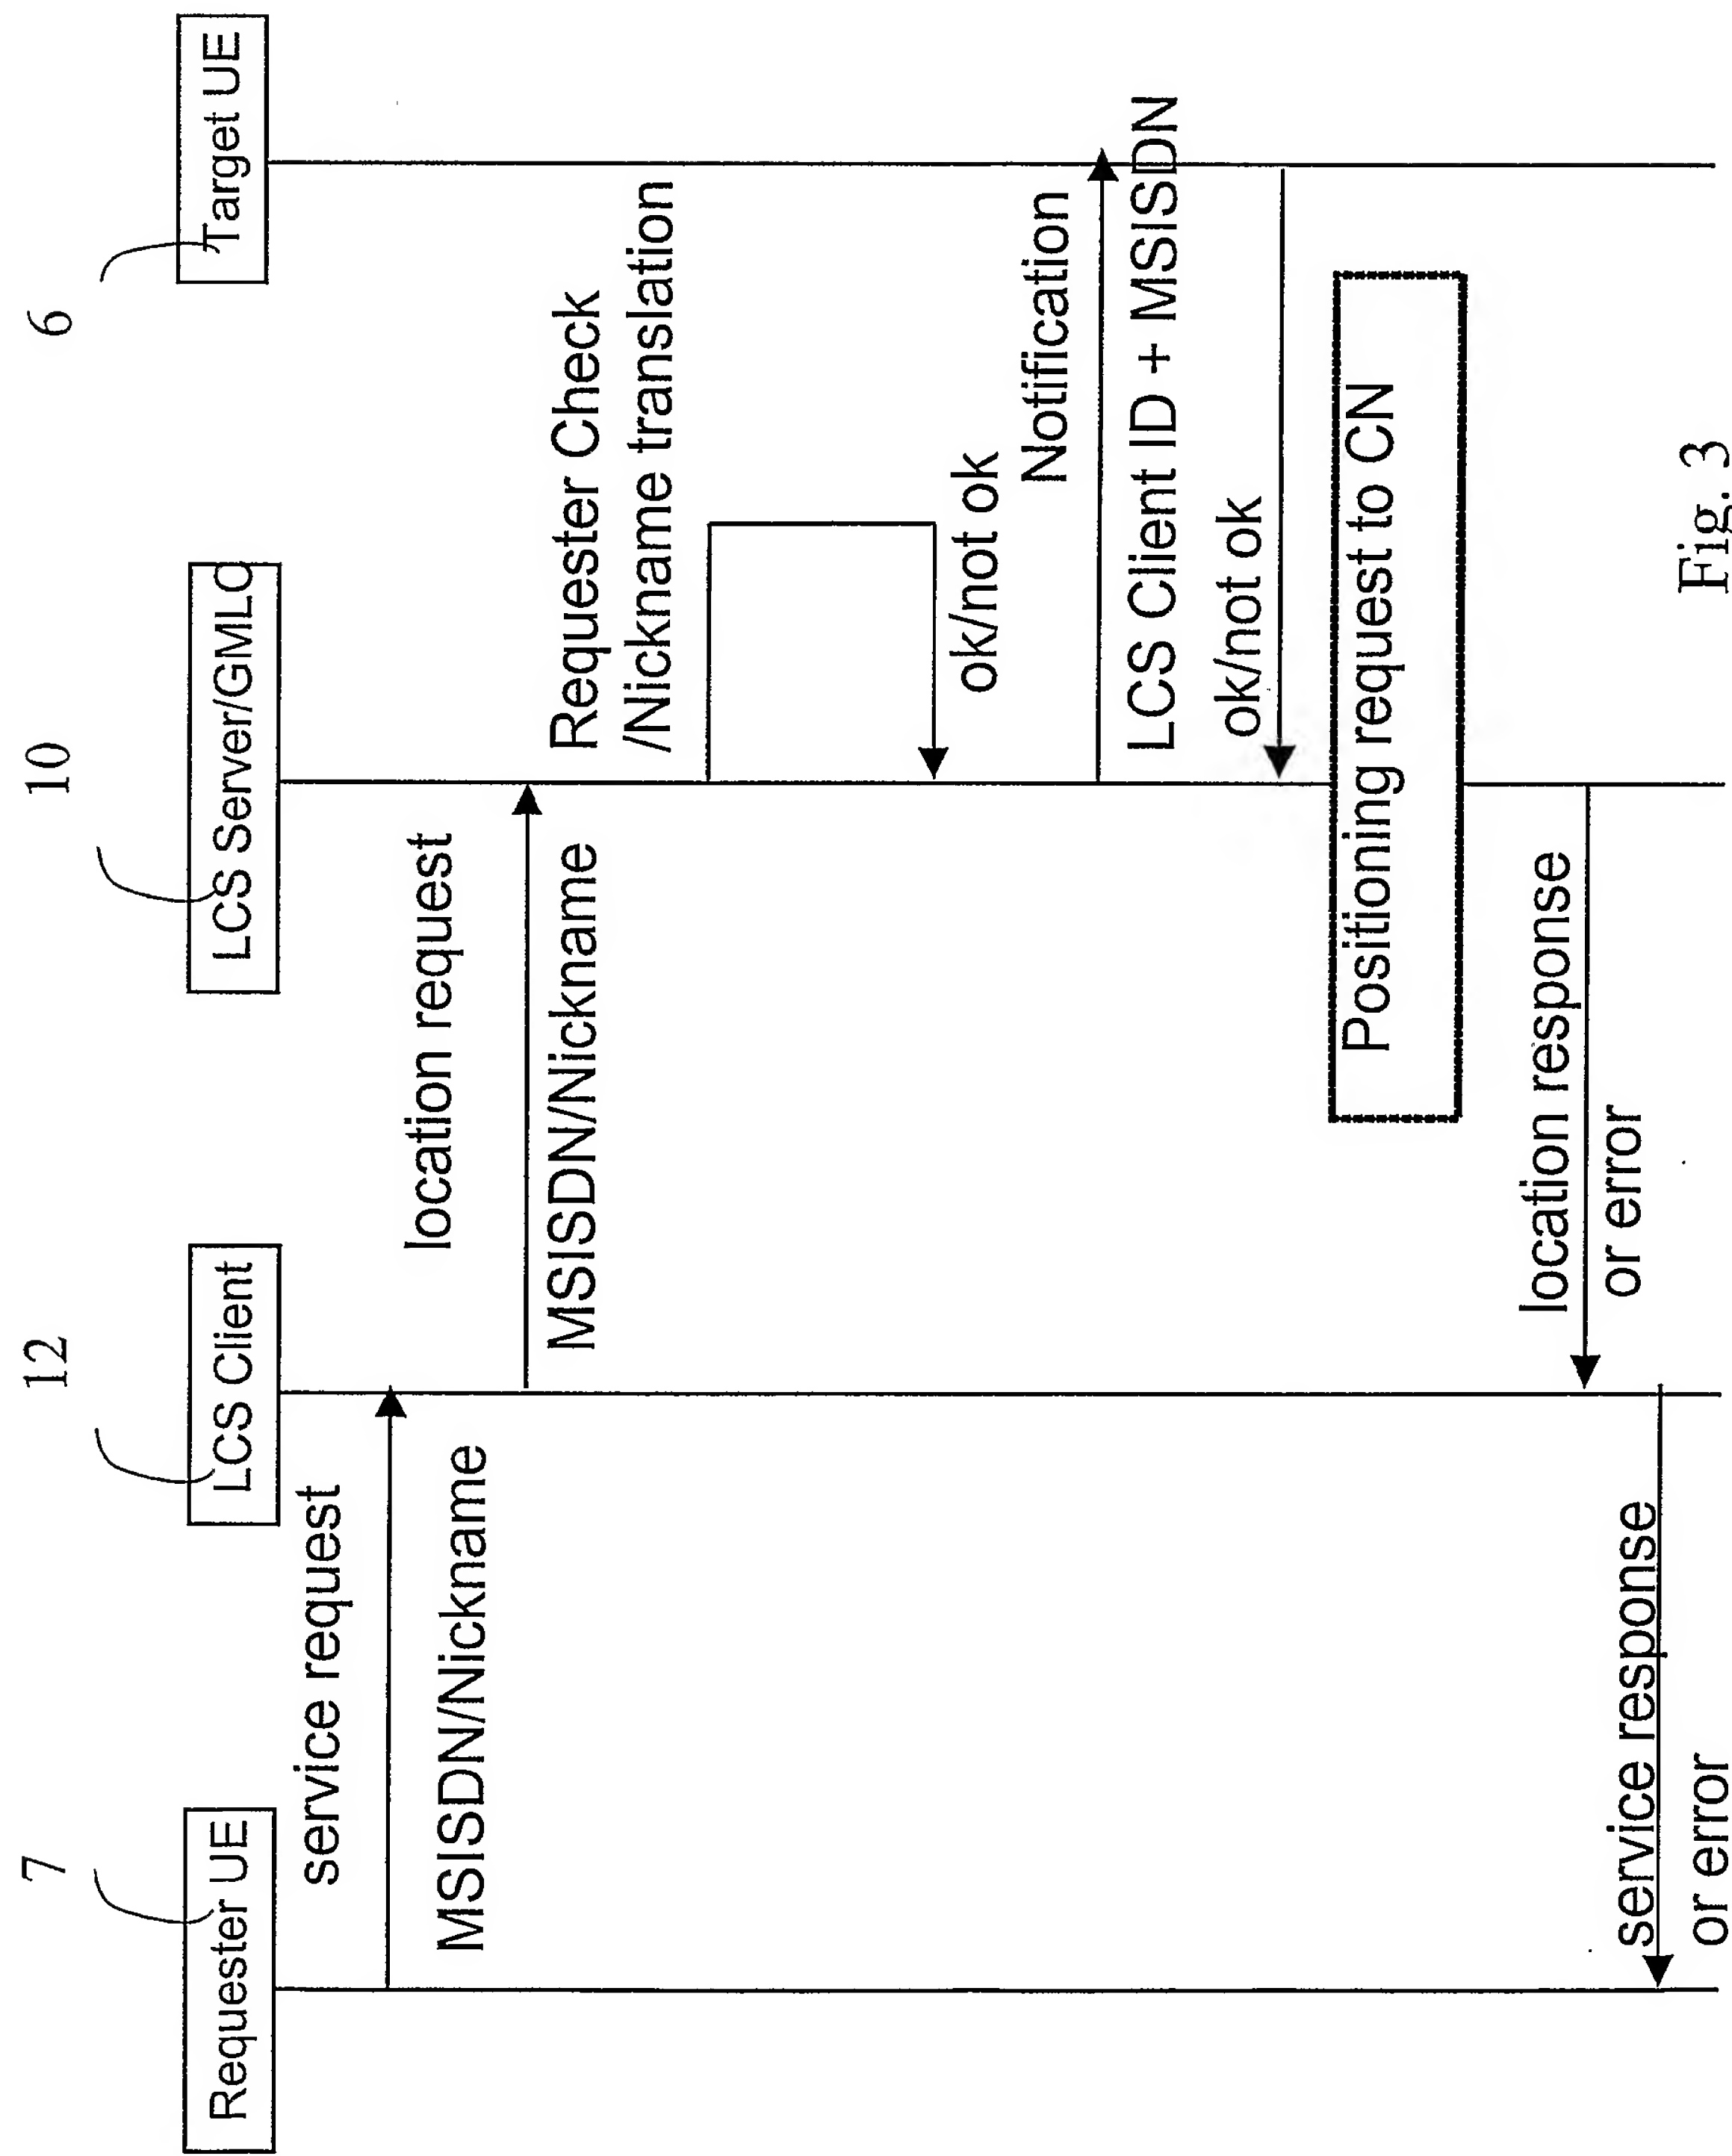 7
12
10
6
Requester UE
LCS Client
LCS Server/GMLC
Target UE
service request
MSISDN/Nickname
location request
MSISDN/Nickname
Requester Check
/Nickname translation
ok/not ok
Notification
LCS Client ID + MSISDN
ok/not ok
Positioning request to CN
location response
or error
service response
or error
Fig. 3